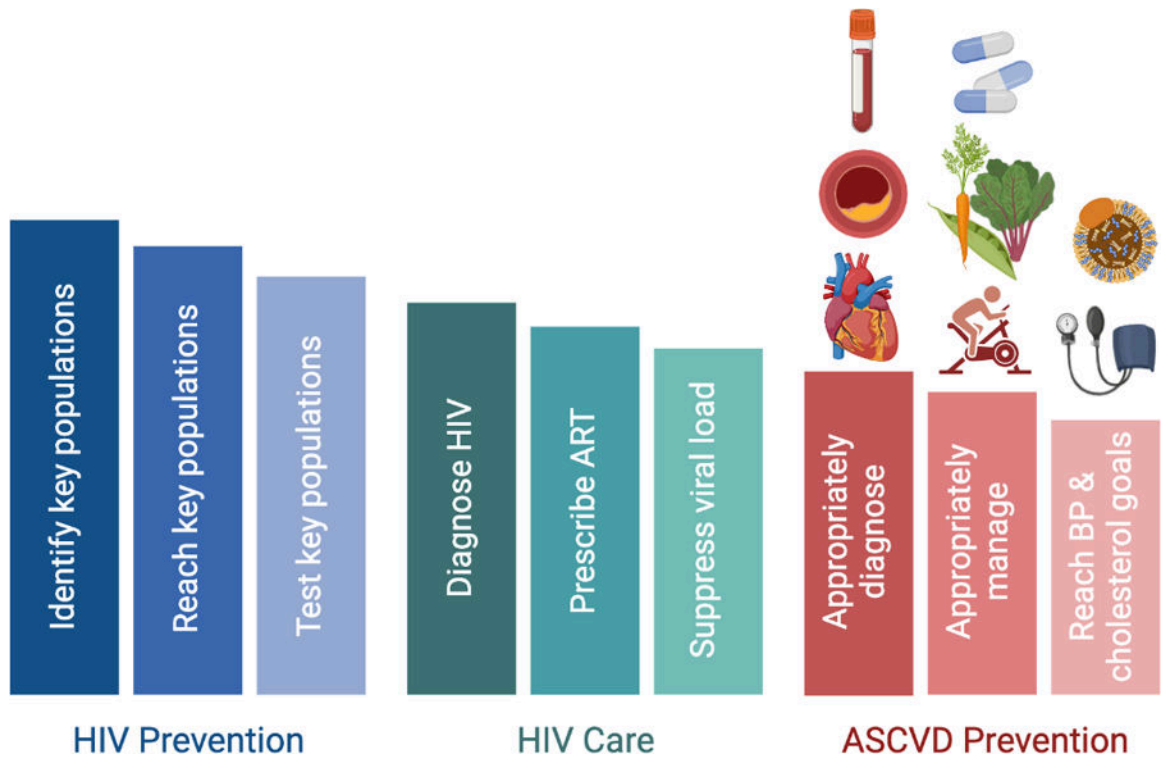 Identify key populations
Reach key populations
Test key populations
Diagnose HIV
Prescribe ART
Suppress viral load
Appropriately
diagnose
Appropriately
manage
Reach BP &
cholesterol goals
HIV Prevention
HIV Care
ASCVD Prevention